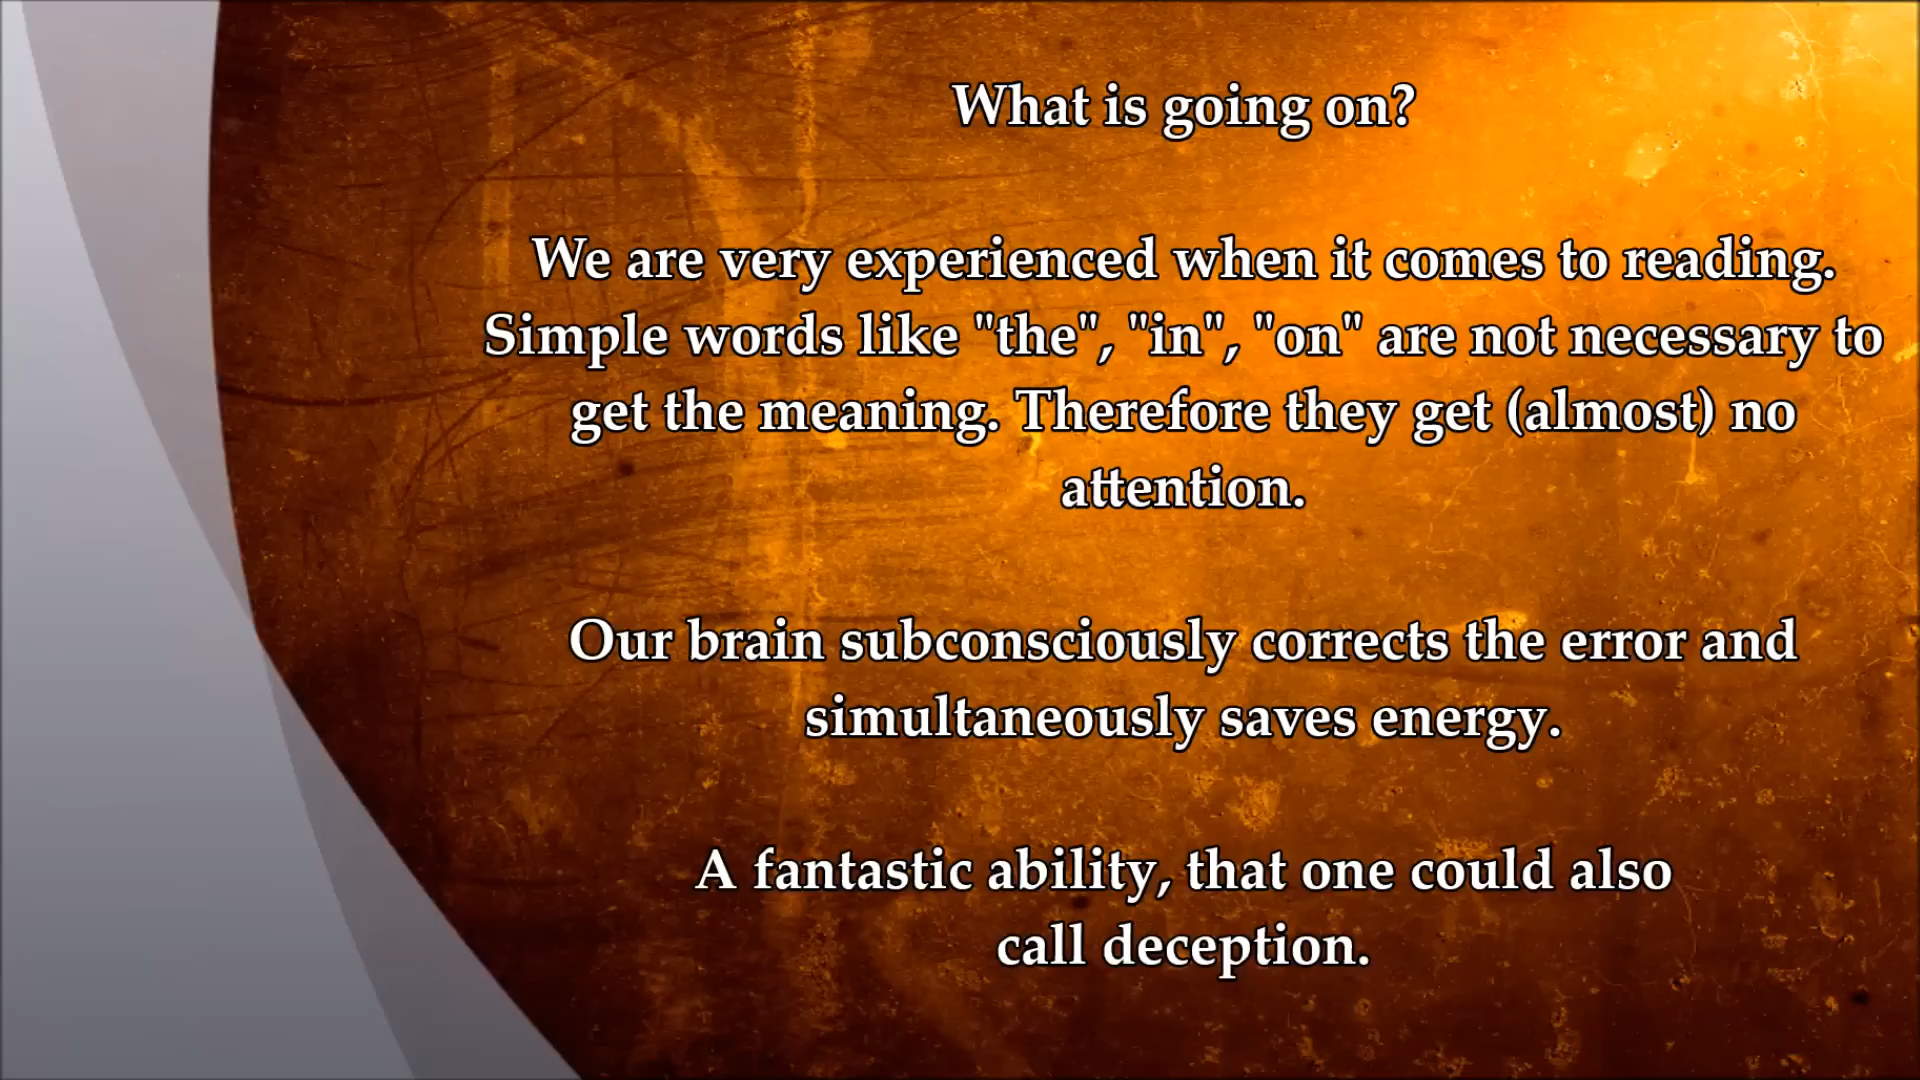 What is going on?
We are very experienced when it comes to reading.
Simple words like "the", "in", "on" are not necessary to
get the meaning. Therefore they get (almost) no
attention.
Our brain subconsciously corrects the error and
simultaneously saves energy.
A fantastic ability, that one could also
call deception.